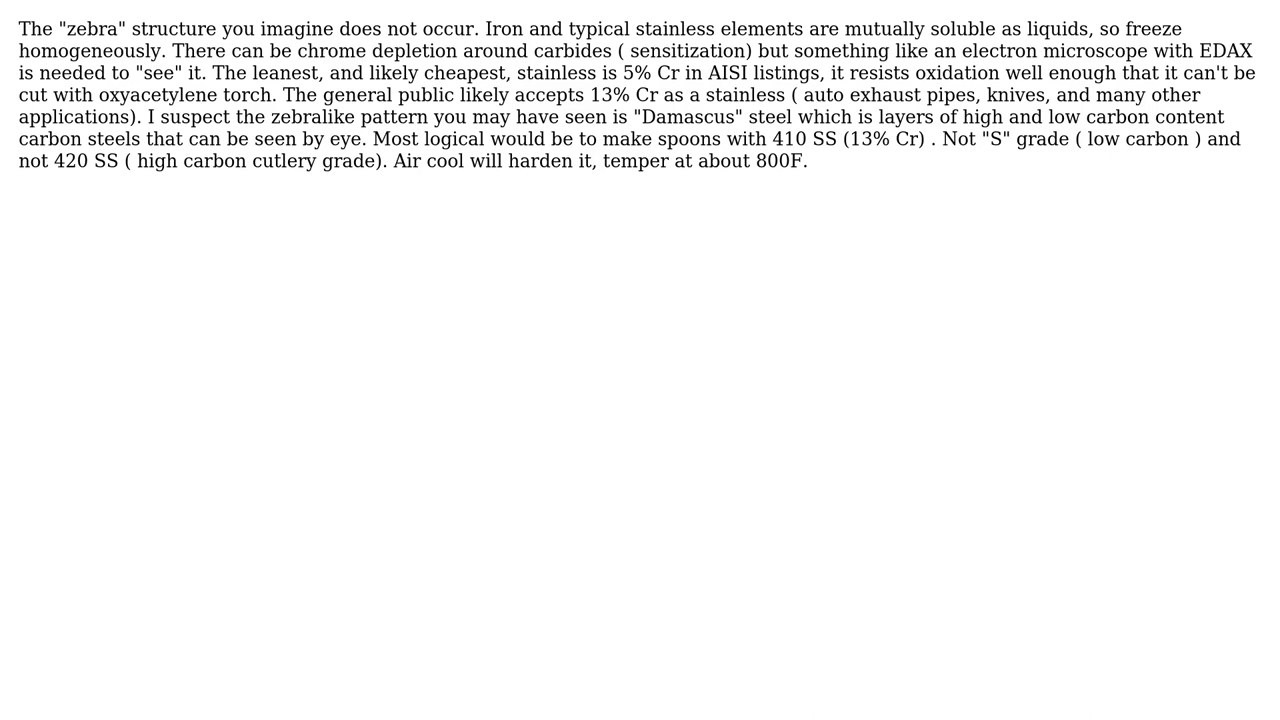 The "zebra" structure you imagine does not occur. Iron and typical stainless elements are mutually soluble as liquids, so freeze
homogeneously. There can be chrome depletion around carbides ( sensitization) but something like an electron microscope with EDAX
is needed to "see" it. The leanest, and likely cheapest, stainless is 5% Cr in AISI listings, it resists oxidation well enough that it can't be
cut with oxyacetylene torch. The general public likely accepts 13% Cr as a stainless ( auto exhaust pipes, knives, and many other
applications). I suspect the zebralike pattern you may have seen is "Damascus" steel which is layers of high and low carbon content
carbon steels that can be seen by eye. Most logical would be to make spoons with 410 SS (13% Cr) . Not "S" grade ( low carbon ) and
not 420 SS ( high carbon cutlery grade). Air cool will harden it, temper at about 800F.